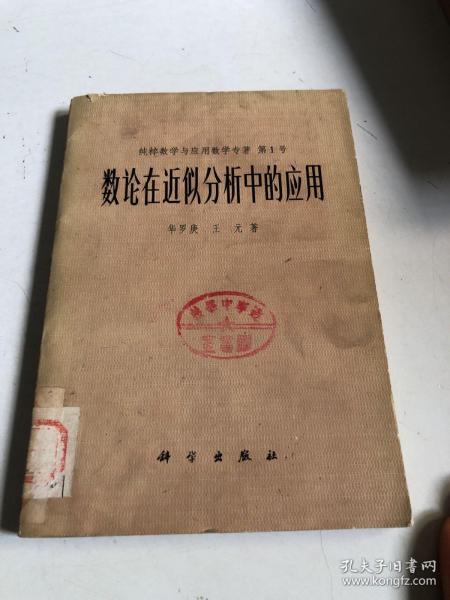 纯粹数学与应用数学专著 第1号
数论在近似分析中的应用
华罗庚 王 元 著
科学出版社
孔夫子旧书网
www.kongfz.com